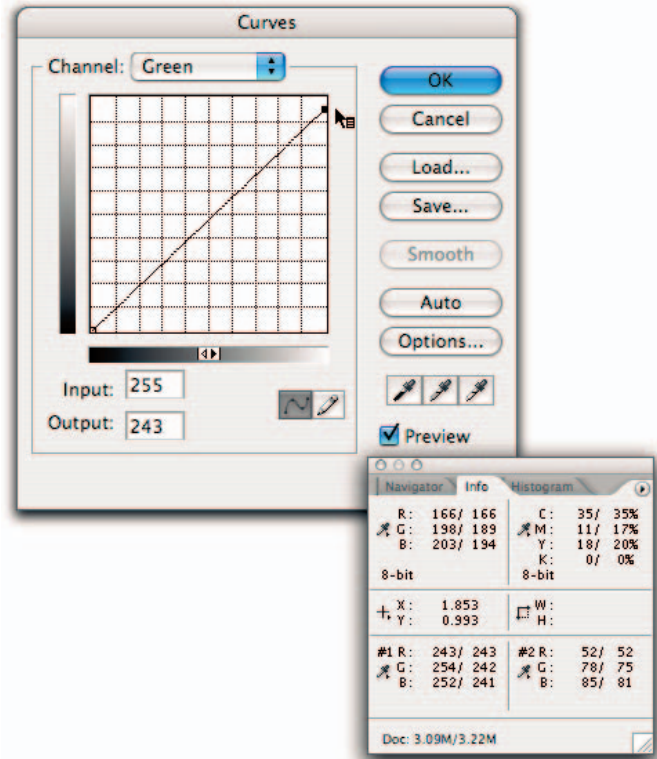 Curves
Channel: Green
OK
Cancel
Load...
Save...
Smooth
Auto
Options...
Input: 255
Output: 243
Preview
Navigator Info Histogram
R: 166/ 166 C: 35/ 35%
G: 198/ 189 M: 11/ 17%
B: 203/ 194 Y: 18/ 20%
K: 0/ 0%
8-bit 8-bit
X: 1.853 W:
Y: 0.993 H:
#1 R: 243/ 243 #2 R: 52/ 52
G: 254/ 242 G: 78/ 75
B: 252/ 241 B: 85/ 81
Doc: 3.09M/3.22M